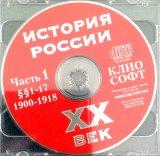 ИСТОРИЯ
РОССИИ
Часть 1
§§1-17
1900-1918
КЛИО
СОФТ
XX
ВЕК